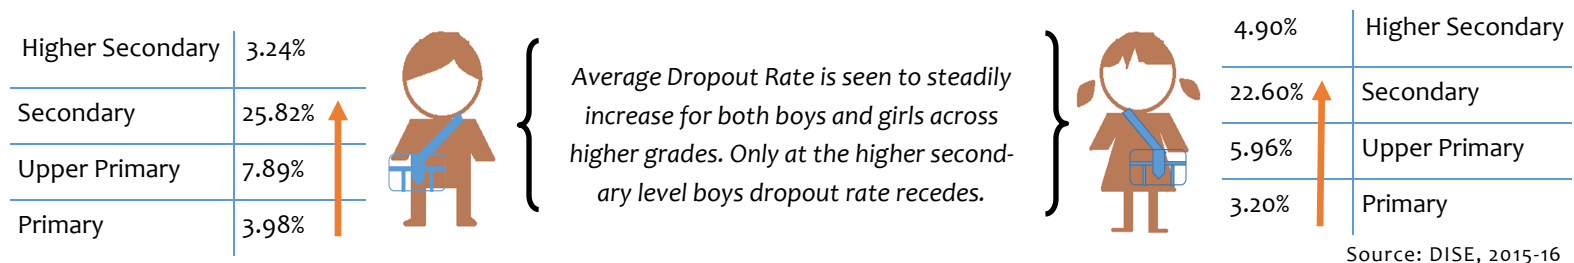 Higher Secondary 3.24%
Secondary 25.82%
Upper Primary 7.89%
Primary 3.98%
Average Dropout Rate is seen to steadily
increase for both boys and girls across
higher grades. Only at the higher second-
ary level boys dropout rate recedes.
4.90% Higher Secondary
22.60% Secondary
5.96% Upper Primary
3.20% Primary
Source: DISE, 2015-16